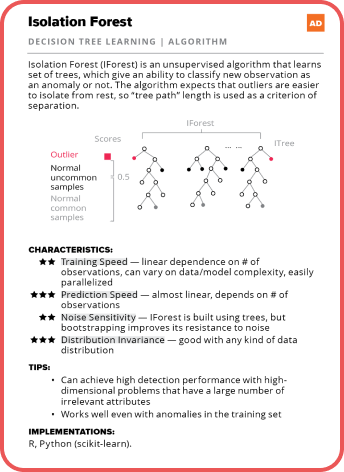 Isolation Forest
AD
DECISION TREE LEARNING | ALGORITHM
Isolation Forest (IForest) is an unsupervised algorithm that learns
set of trees, which give an ability to classify new observation as
an anomaly or not. The algorithm expects that outliers are easier
to isolate from rest, so “tree path” length is used as a criterion of
separation.
IForest
Scores
... ...
ITree
Outlier
Normal
uncommon
samples
0.5
Normal
common
samples
CHARACTERISTICS:
★★ Training Speed — linear dependence on # of
observations, can vary on data/model complexity, easily
parallelized
★★★ Prediction Speed — almost linear, depends on # of
observations
★★ Noise Sensitivity — IForest is built using trees, but
bootstrapping improves its resistance to noise
★★★ Distribution Invariance — good with any kind of data
distribution
TIPS:
• Can achieve high detection performance with high-
dimensional problems that have a large number of
irrelevant attributes
• Works well even with anomalies in the training set
IMPLEMENTATIONS:
R, Python (scikit-learn).